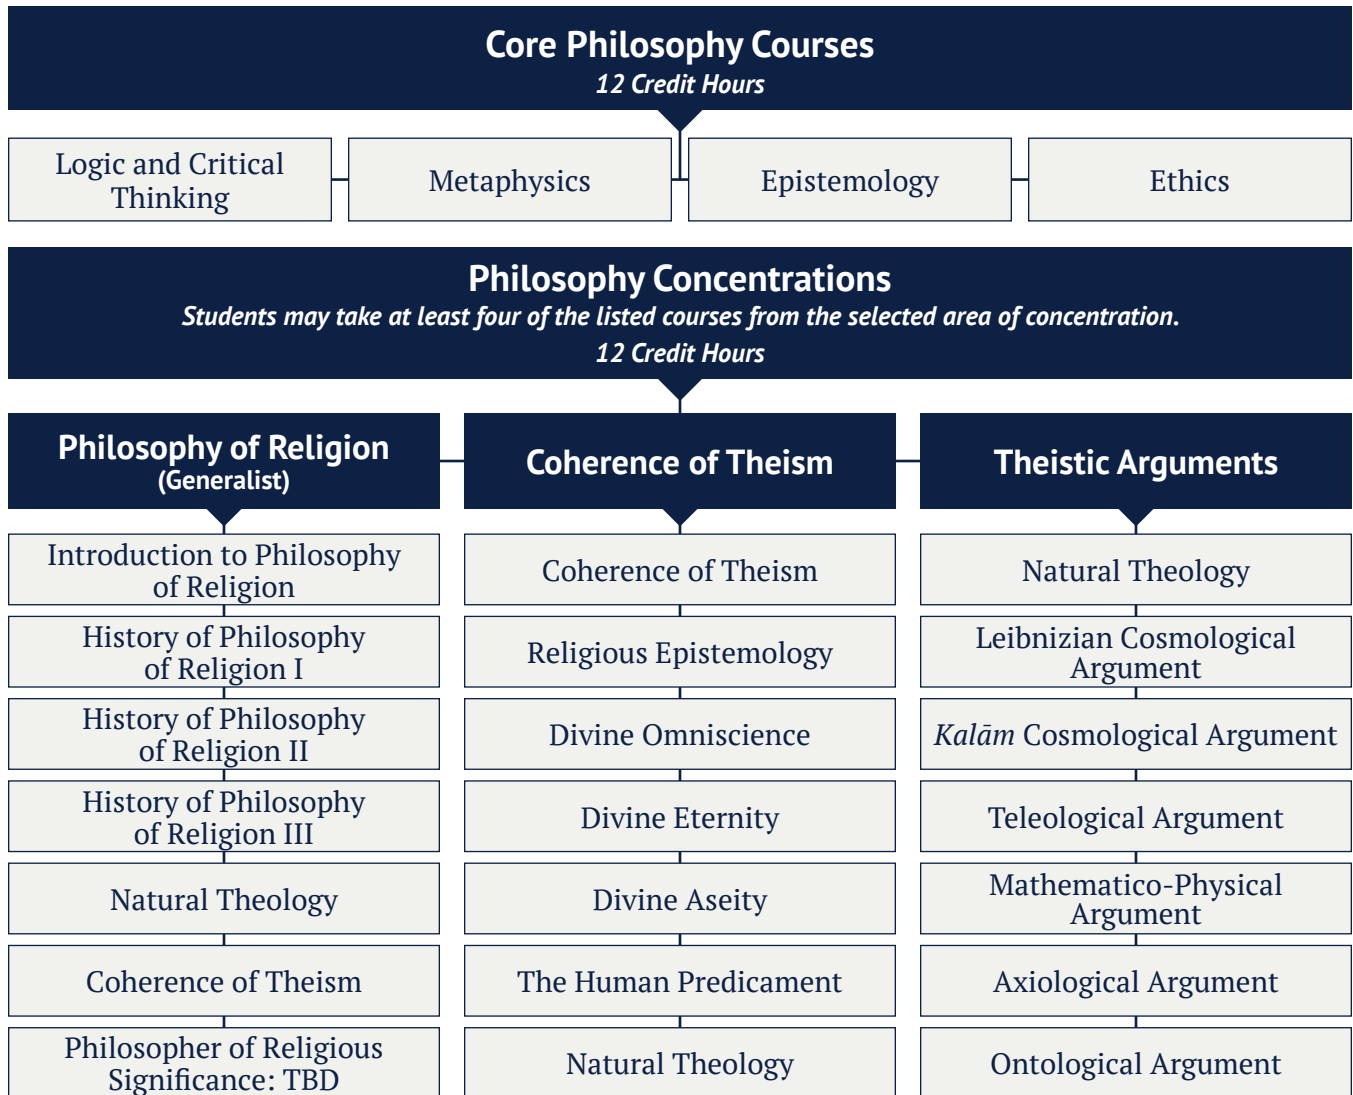 Core Philosophy Courses
12 Credit Hours
Logic and Critical
Thinking
Metaphysics
Epistemology
Ethics
Philosophy Concentrations
Students may take at least four of the listed courses from the selected area of concentration.
12 Credit Hours
Philosophy of Religion
(Generalist)
Introduction to Philosophy
of Religion
History of Philosophy
of Religion I
History of Philosophy
of Religion II
History of Philosophy
of Religion III
Natural Theology
Coherence of Theism
Philosopher of Religious
Significance: TBD
Coherence of Theism
Coherence of Theism
Religious Epistemology
Divine Omniscience
Divine Eternity
Divine Aseity
The Human Predicament
Natural Theology
Theistic Arguments
Natural Theology
Leibnizian Cosmological
Argument
Kalām Cosmological Argument
Teleological Argument
Mathematico-Physical
Argument
Axiological Argument
Ontological Argument